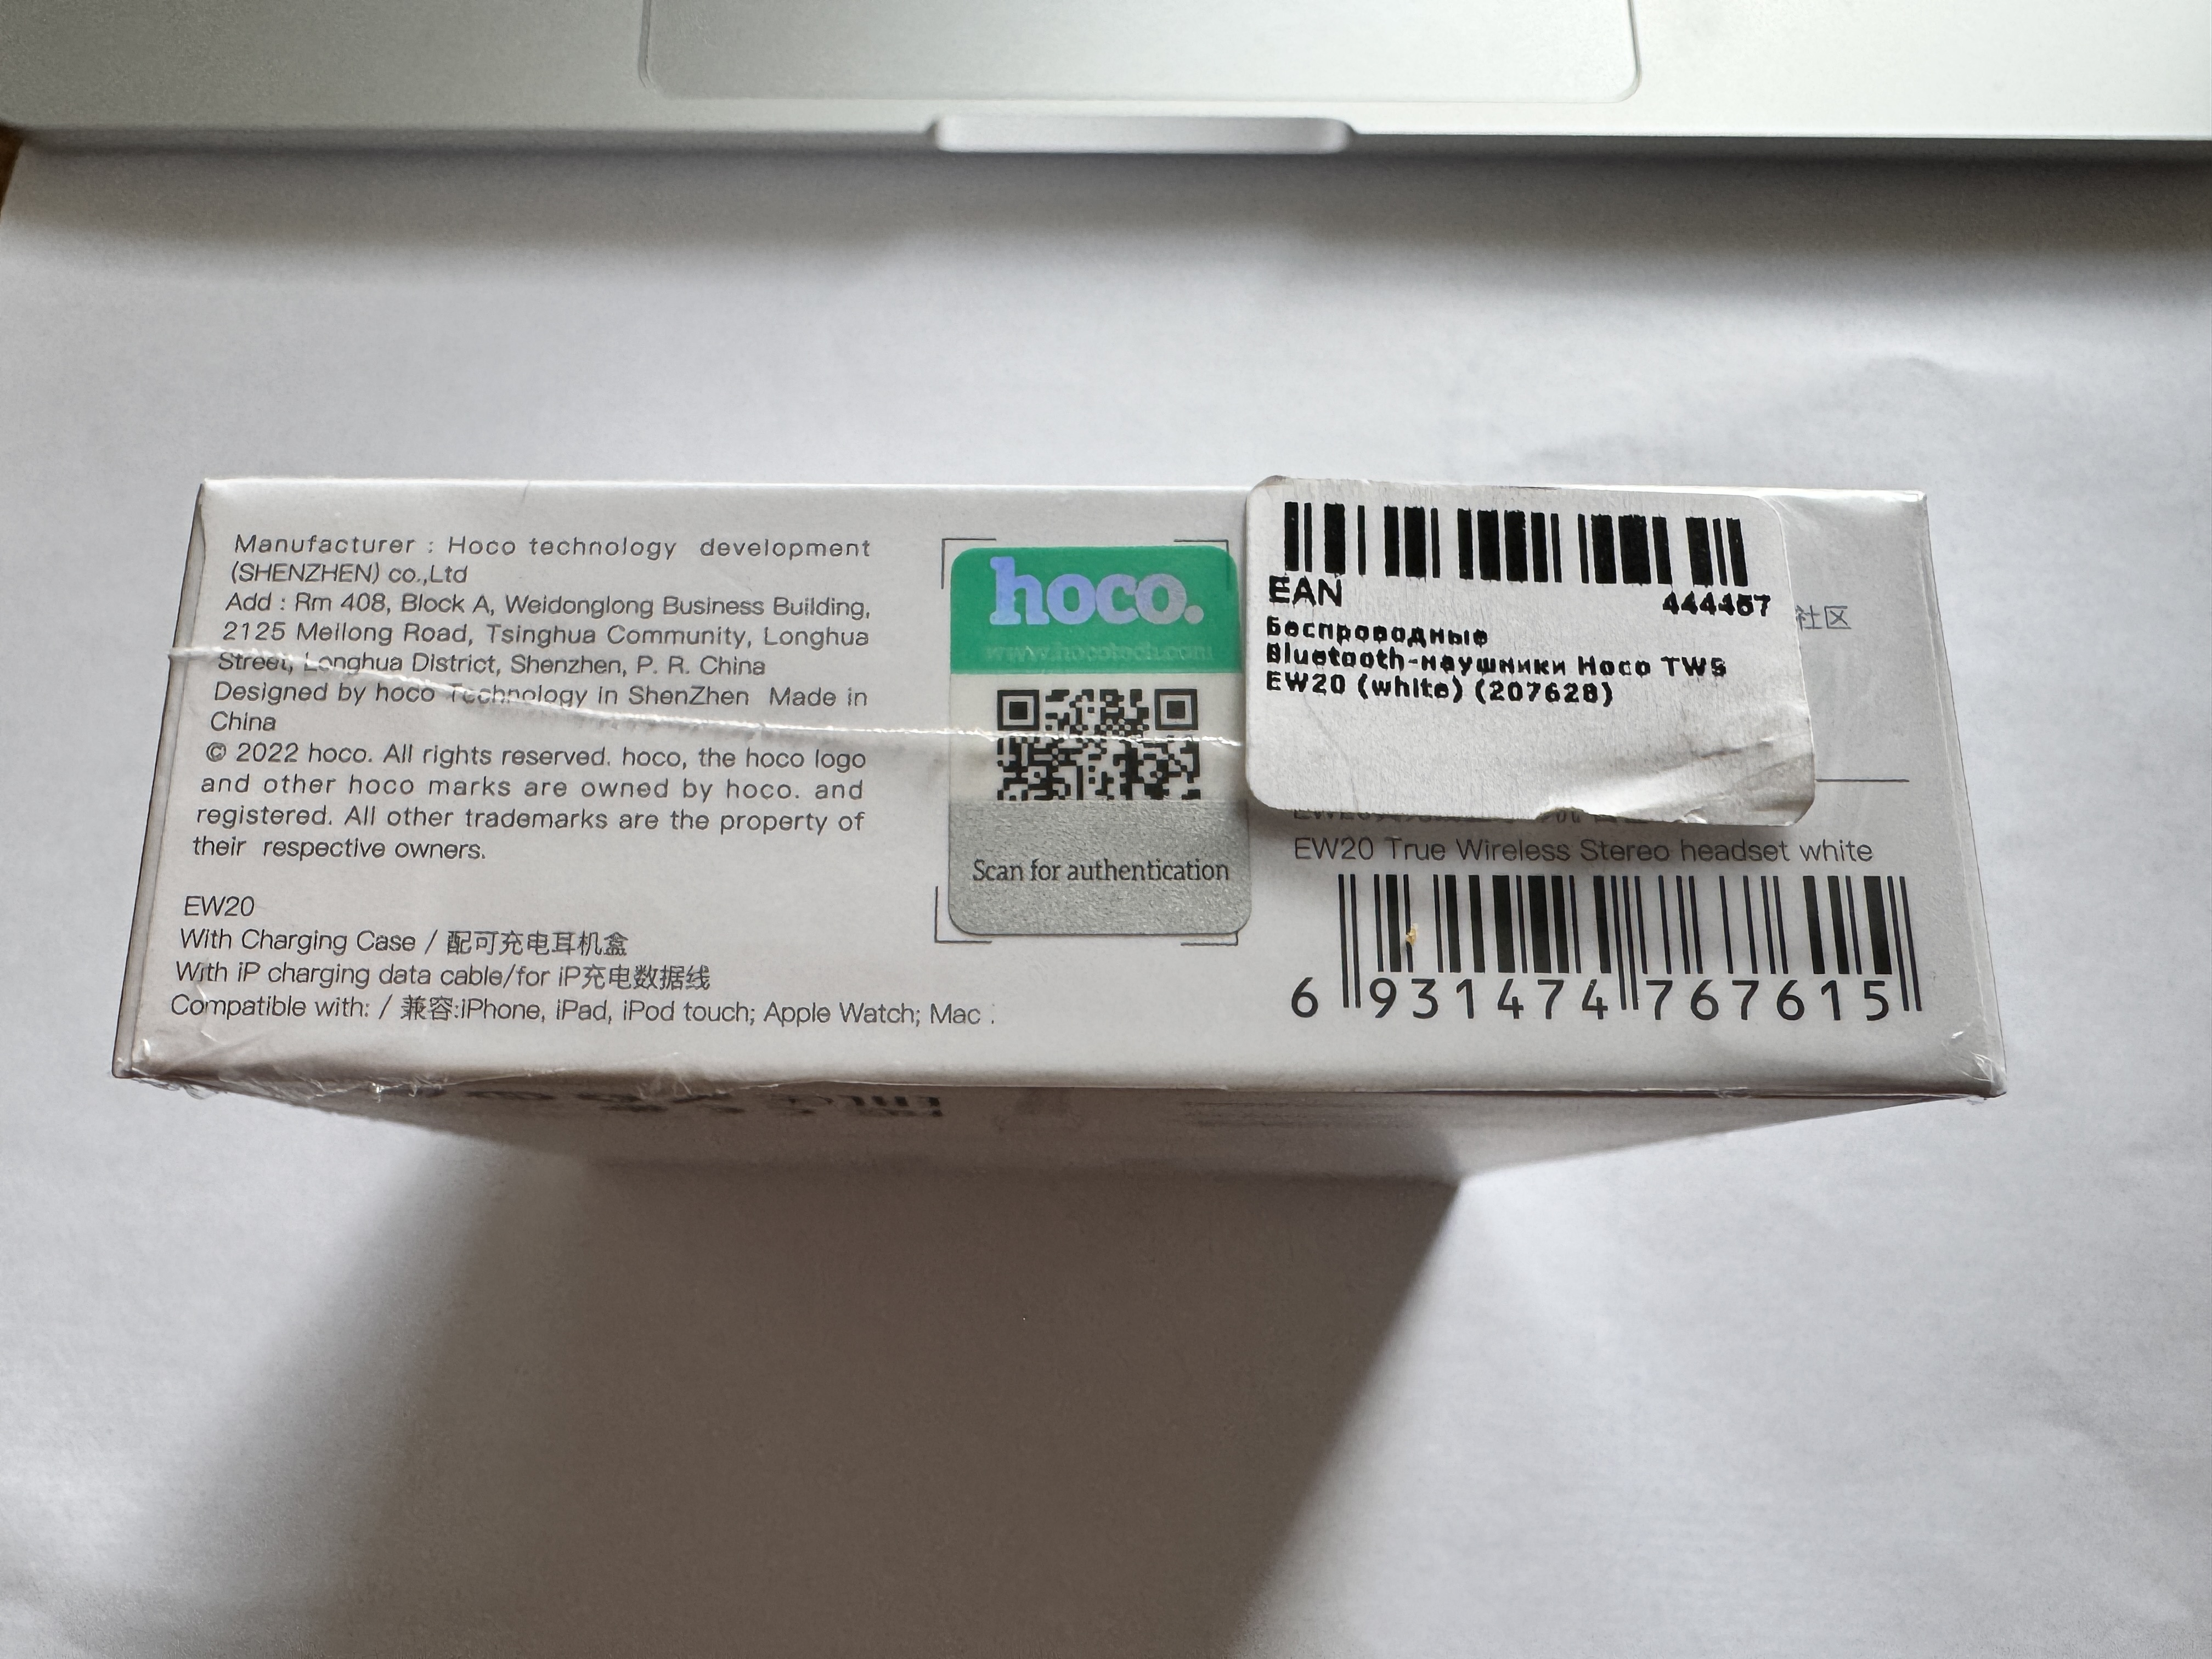 Manufacturer : Hoco technology development
(SHENZHEN) co.,Ltd
Add : Rm 408, Block A, Weidonglong Business Building,
2125 Meilong Road, Tsinghua Community, Longhua
Street, Longhua District, Shenzhen, P. R. China
Designed by hoco Technology in ShenZhen Made in
China
© 2022 hoco. All rights reserved. hoco, the hoco logo
and other hoco marks are owned by hoco. and
registered. All other trademarks are the property of
their respective owners.
EW20
With Charging Case / 配可充电耳机盒
With iP charging data cable/for iP充电数据线
Compatible with: / 兼容:iPhone, iPad, iPod touch; Apple Watch; Mac :
hoco.
www.hocotech.com
Scan for authentication
EAN 444467
Беспроводные
Bluetooth-наушники Hoco TWS
EW20 (white) (207628)
社区
EW20 True Wireless Stereo headset white
6 931474 767615